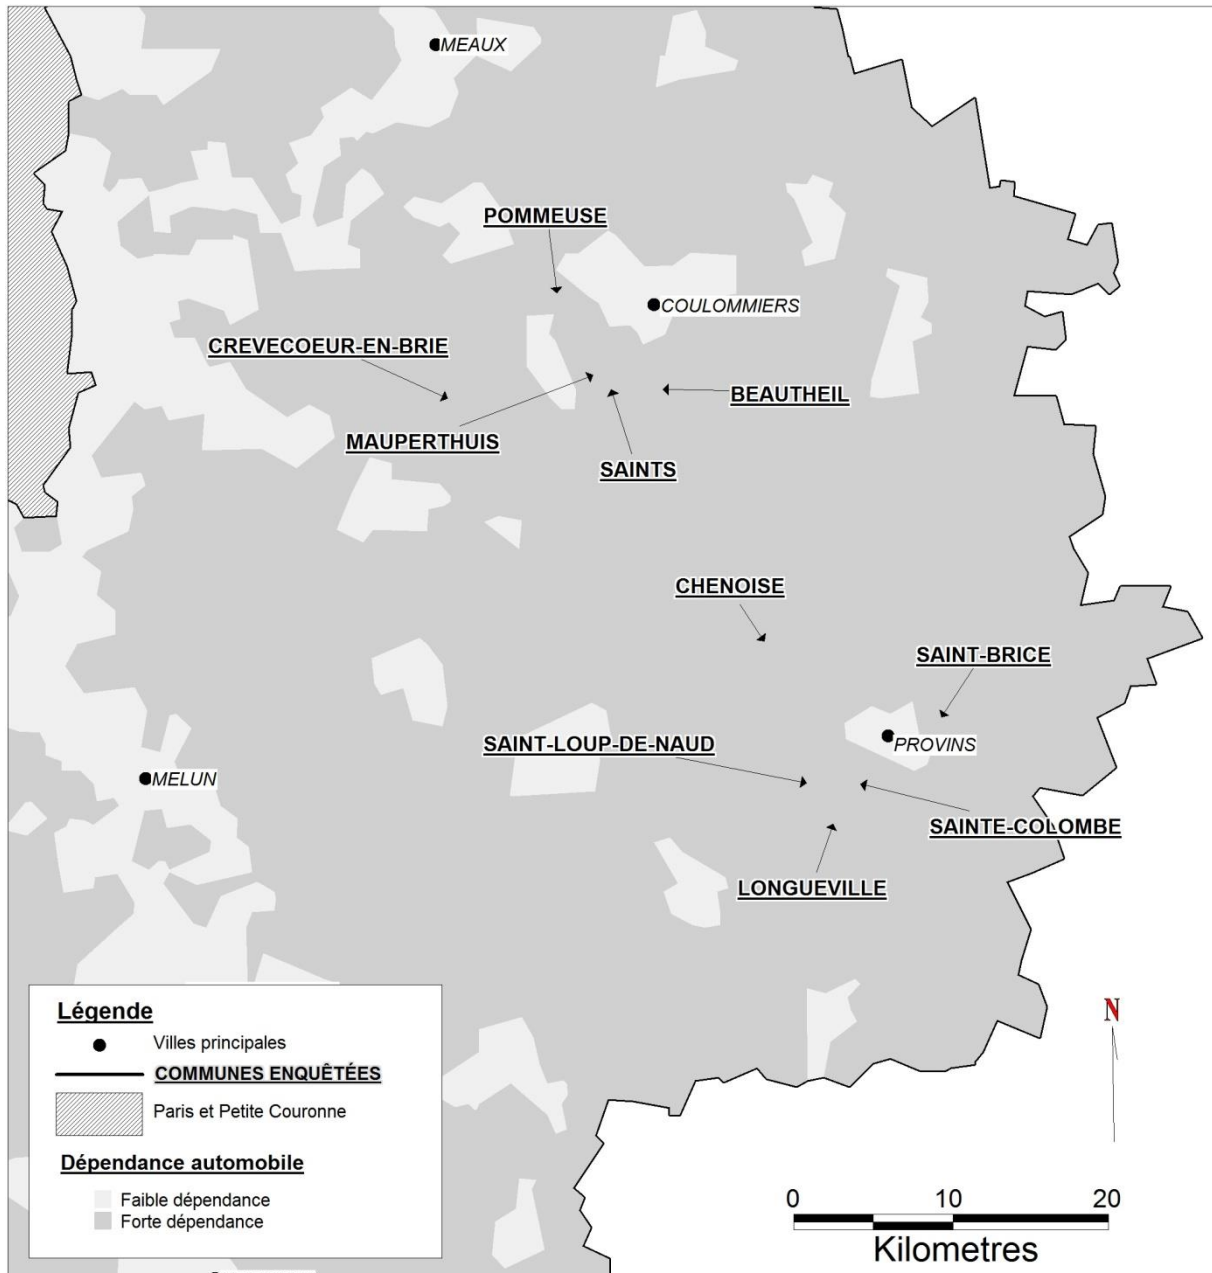 MEAUX
POMMEUSE
COULOMMIERS
CREVECOEUR-EN-BRIE
BEAUTHEIL
MAUPERTHUIS
SAINTS
CHENOISE
SAINT-BRICE
SAINT-LOUP-DE-NAUD
PROVINS
MELUN
SAINTE-COLOMBE
LONGUEVILLE
Légende
Villes principales
COMMUNES ENQUÊTÉES
Paris et Petite Couronne
Dépendance automobile
Faible dépendance
Forte dépendance
N
0 10 20
Kilometres